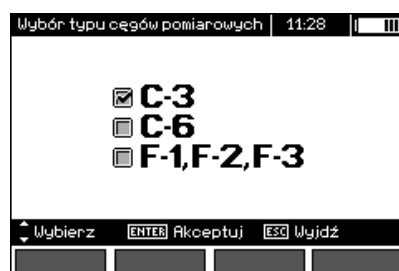 Wybór typu cęgów pomiarowych 11:28
C-3
C-6
F-1,F-2,F-3
Wybierz ENTER Akceptuj ESC Wyjdź